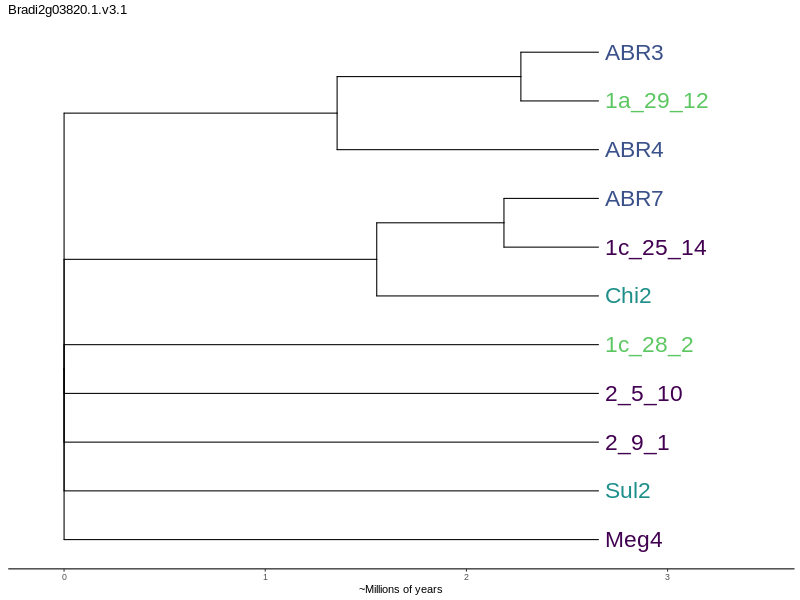 Bradi2g03820.1.v3.1
ABR3
1a_29_12
ABR4
ABR7
1c_25_14
Chi2
1c_28_2
2_5_10
2_9_1
Sul2
Meg4
0 1 2 3
~Millions of years